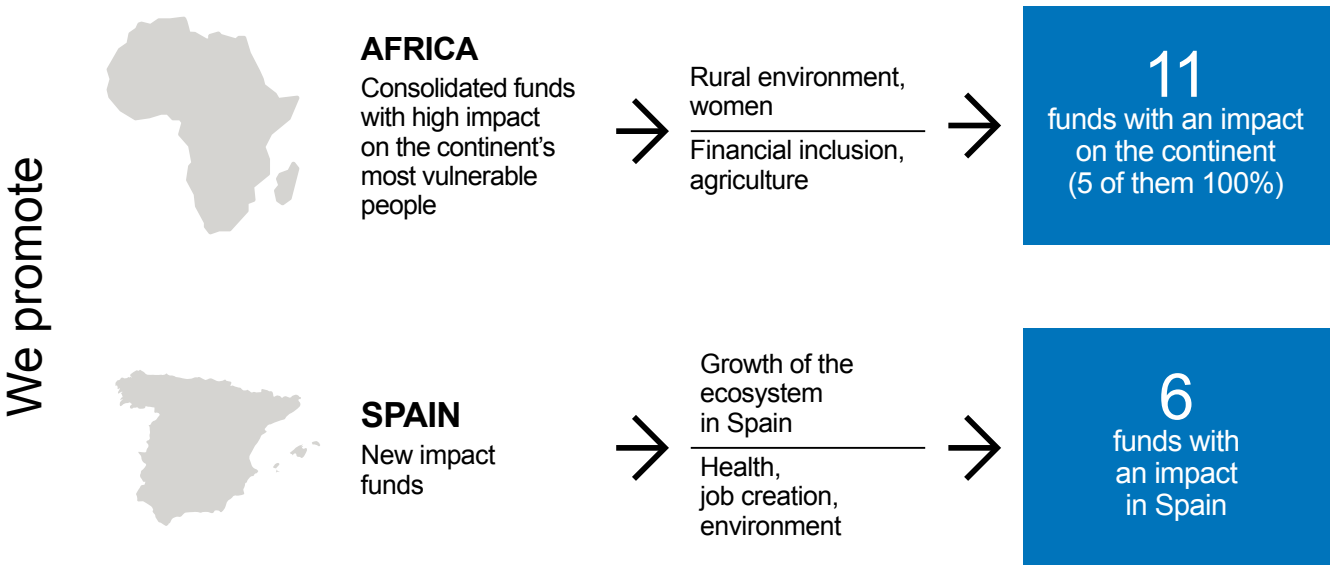 We promote
AFRICA
Consolidated funds
with high impact
on the continent's
most vulnerable
people
Rural environment,
women
Financial inclusion,
agriculture
11
funds with an impact
on the continent
(5 of them 100%)
SPAIN
New impact
funds
Growth of the
ecosystem
in Spain
Health,
job creation,
environment
6
funds with
an impact
in Spain